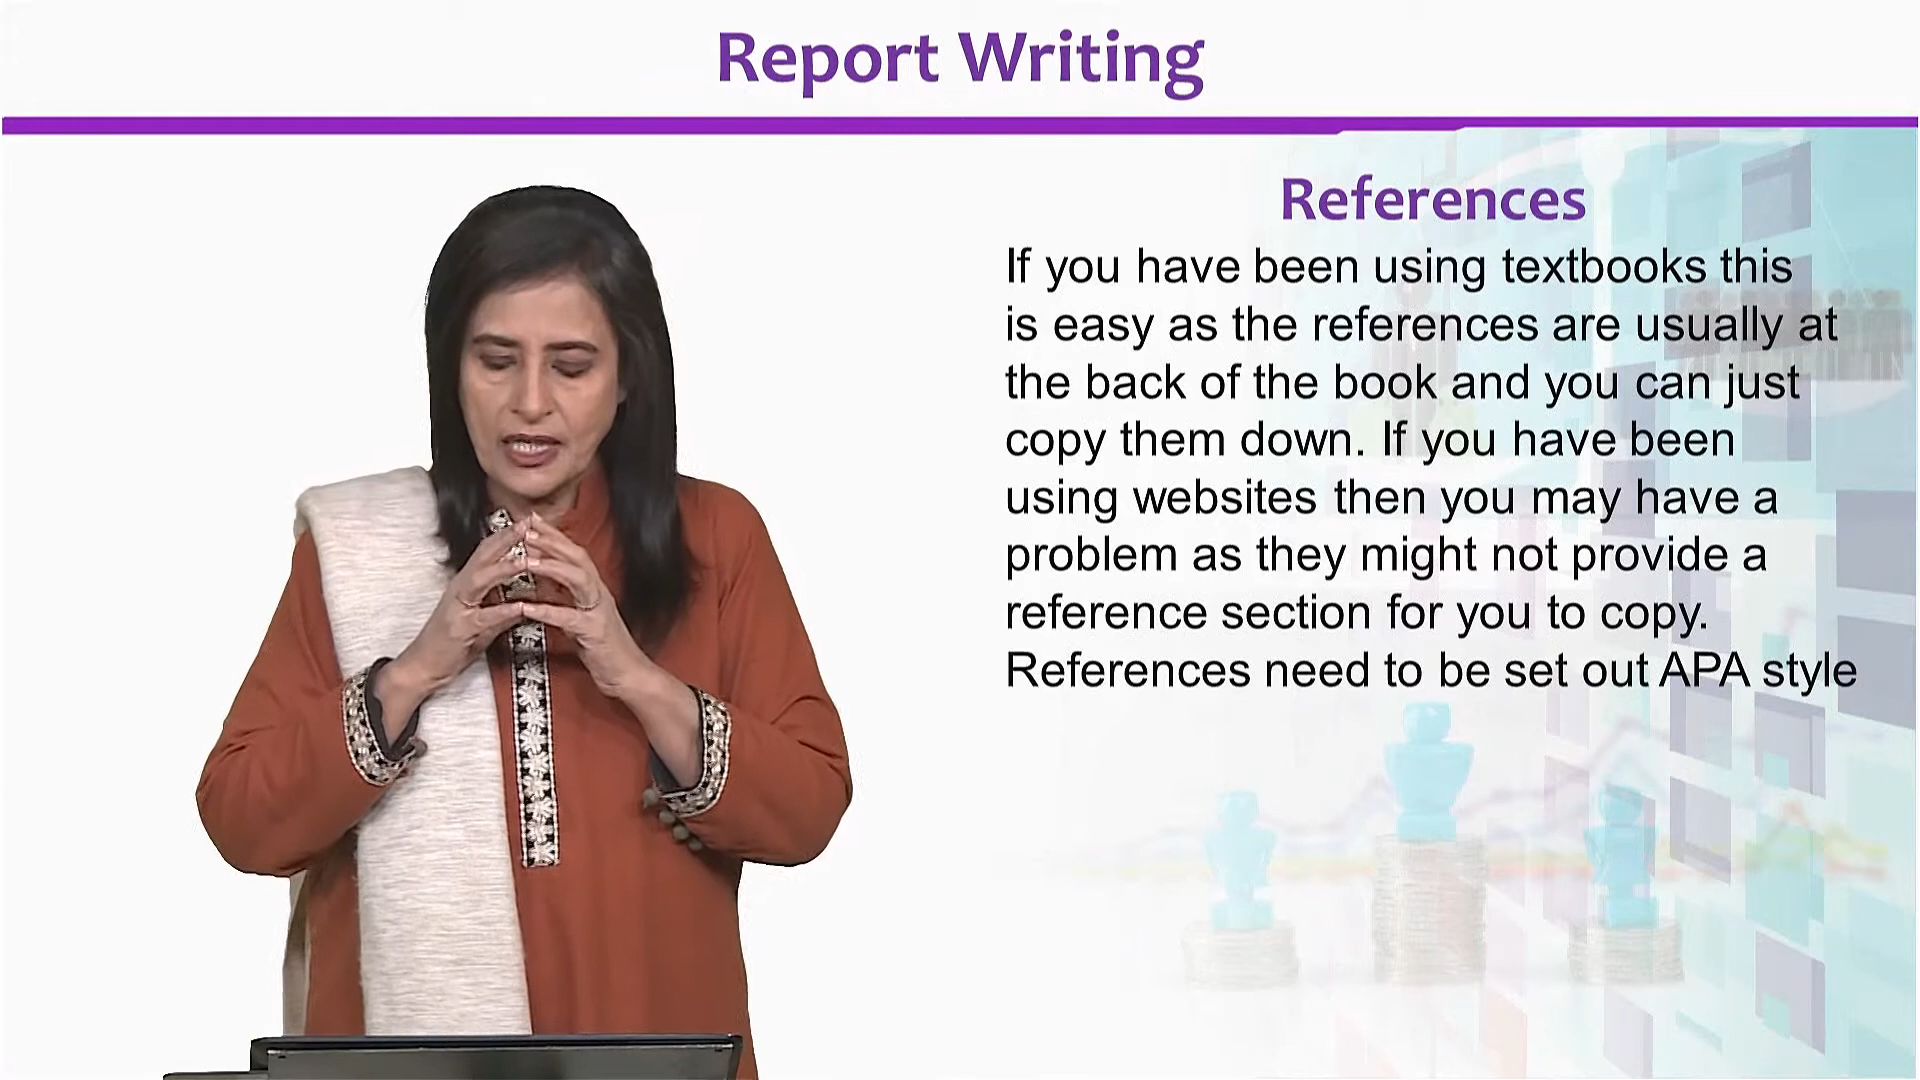 Report Writing
References
If you have been using textbooks this
is easy as the references are usually at
the back of the book and you can just
copy them down. If you have been
using websites then you may have a
problem as they might not provide a
reference section for you to copy.
References need to be set out APA style